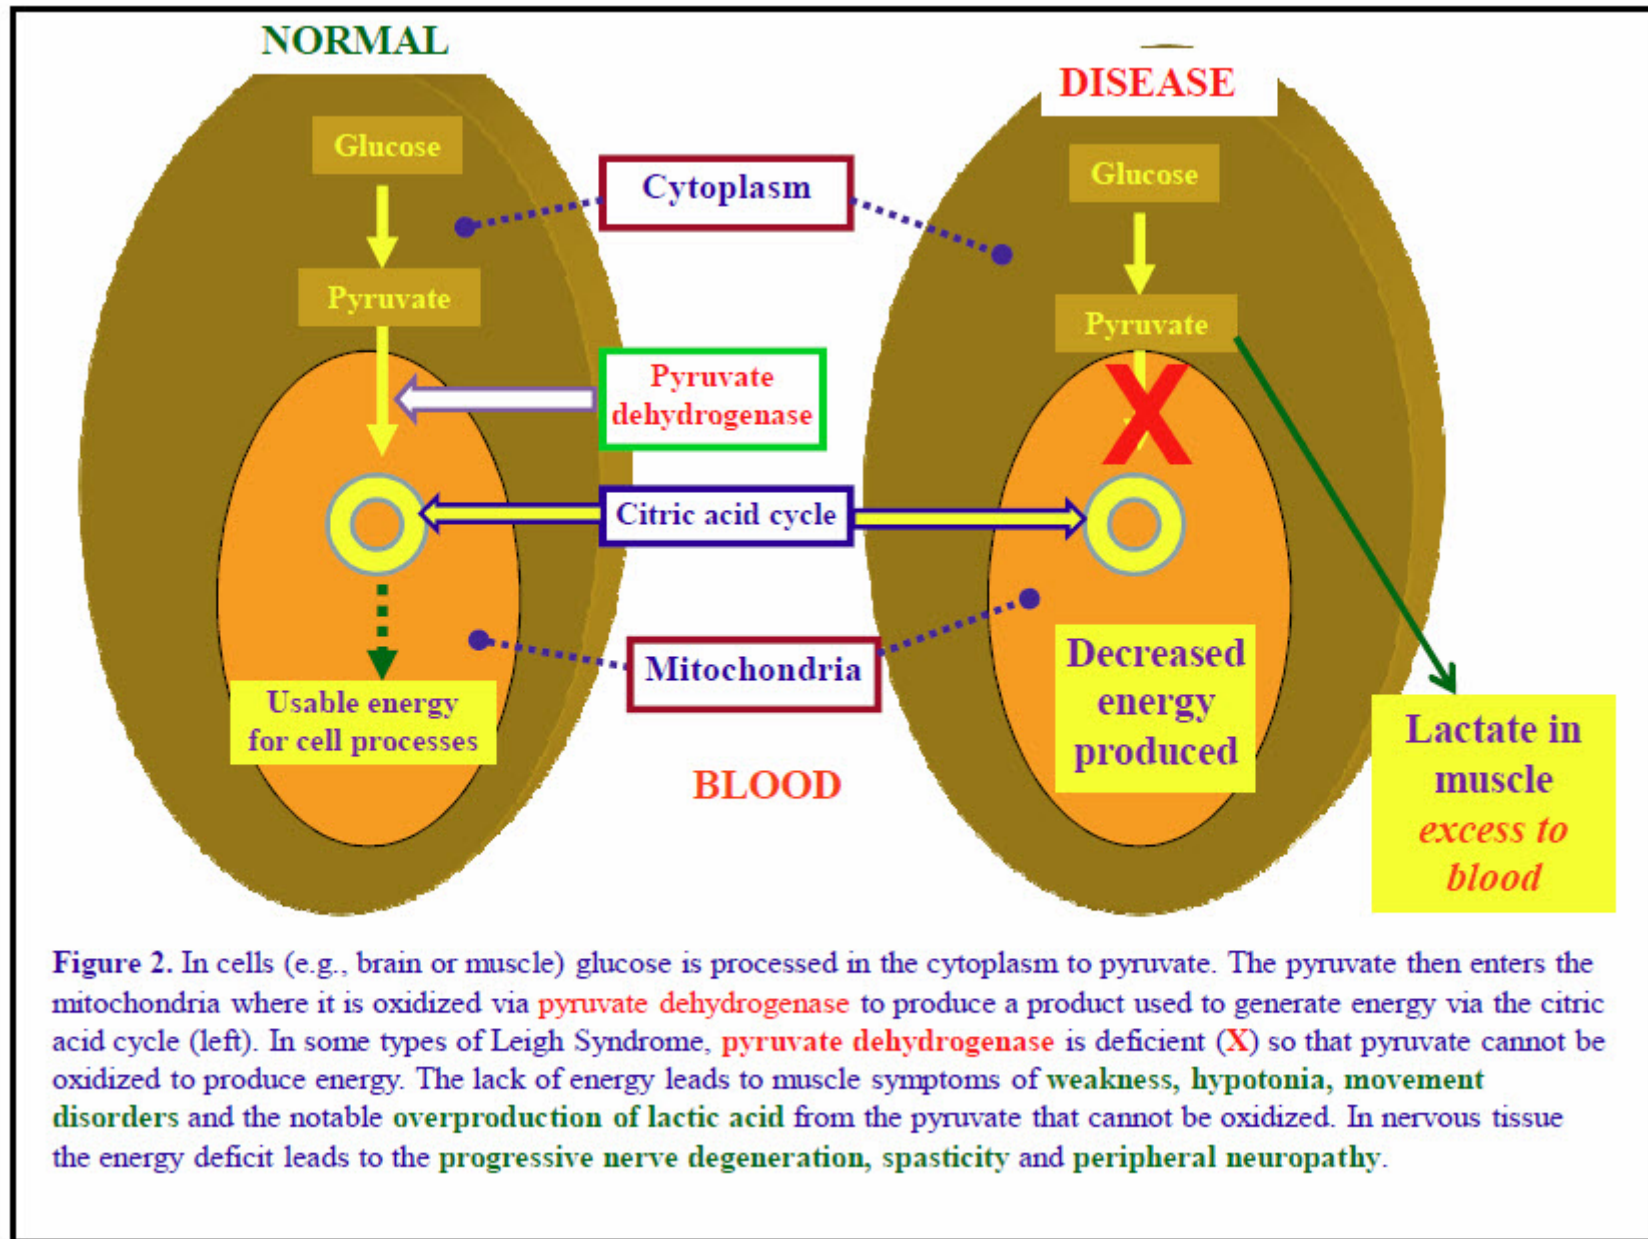 NORMAL
DISEASE
Glucose
Glucose
Cytoplasm
Pyruvate
Pyruvate
Pyruvate
dehydrogenase
X
Citric acid cycle
Mitochondria
Usable energy
for cell processes
Decreased
energy
produced
Lactate in
muscle
excess to
blood
BLOOD
Figure 2. In cells (e.g., brain or muscle) glucose is processed in the cytoplasm to pyruvate. The pyruvate then enters the
mitochondria where it is oxidized via pyruvate dehydrogenase to produce a product used to generate energy via the citric
acid cycle (left). In some types of Leigh Syndrome, pyruvate dehydrogenase is deficient (X) so that pyruvate cannot be
oxidized to produce energy. The lack of energy leads to muscle symptoms of weakness, hypotonia, movement
disorders and the notable overproduction of lactic acid from the pyruvate that cannot be oxidized. In nervous tissue
the energy deficit leads to the progressive nerve degeneration, spasticity and peripheral neuropathy.